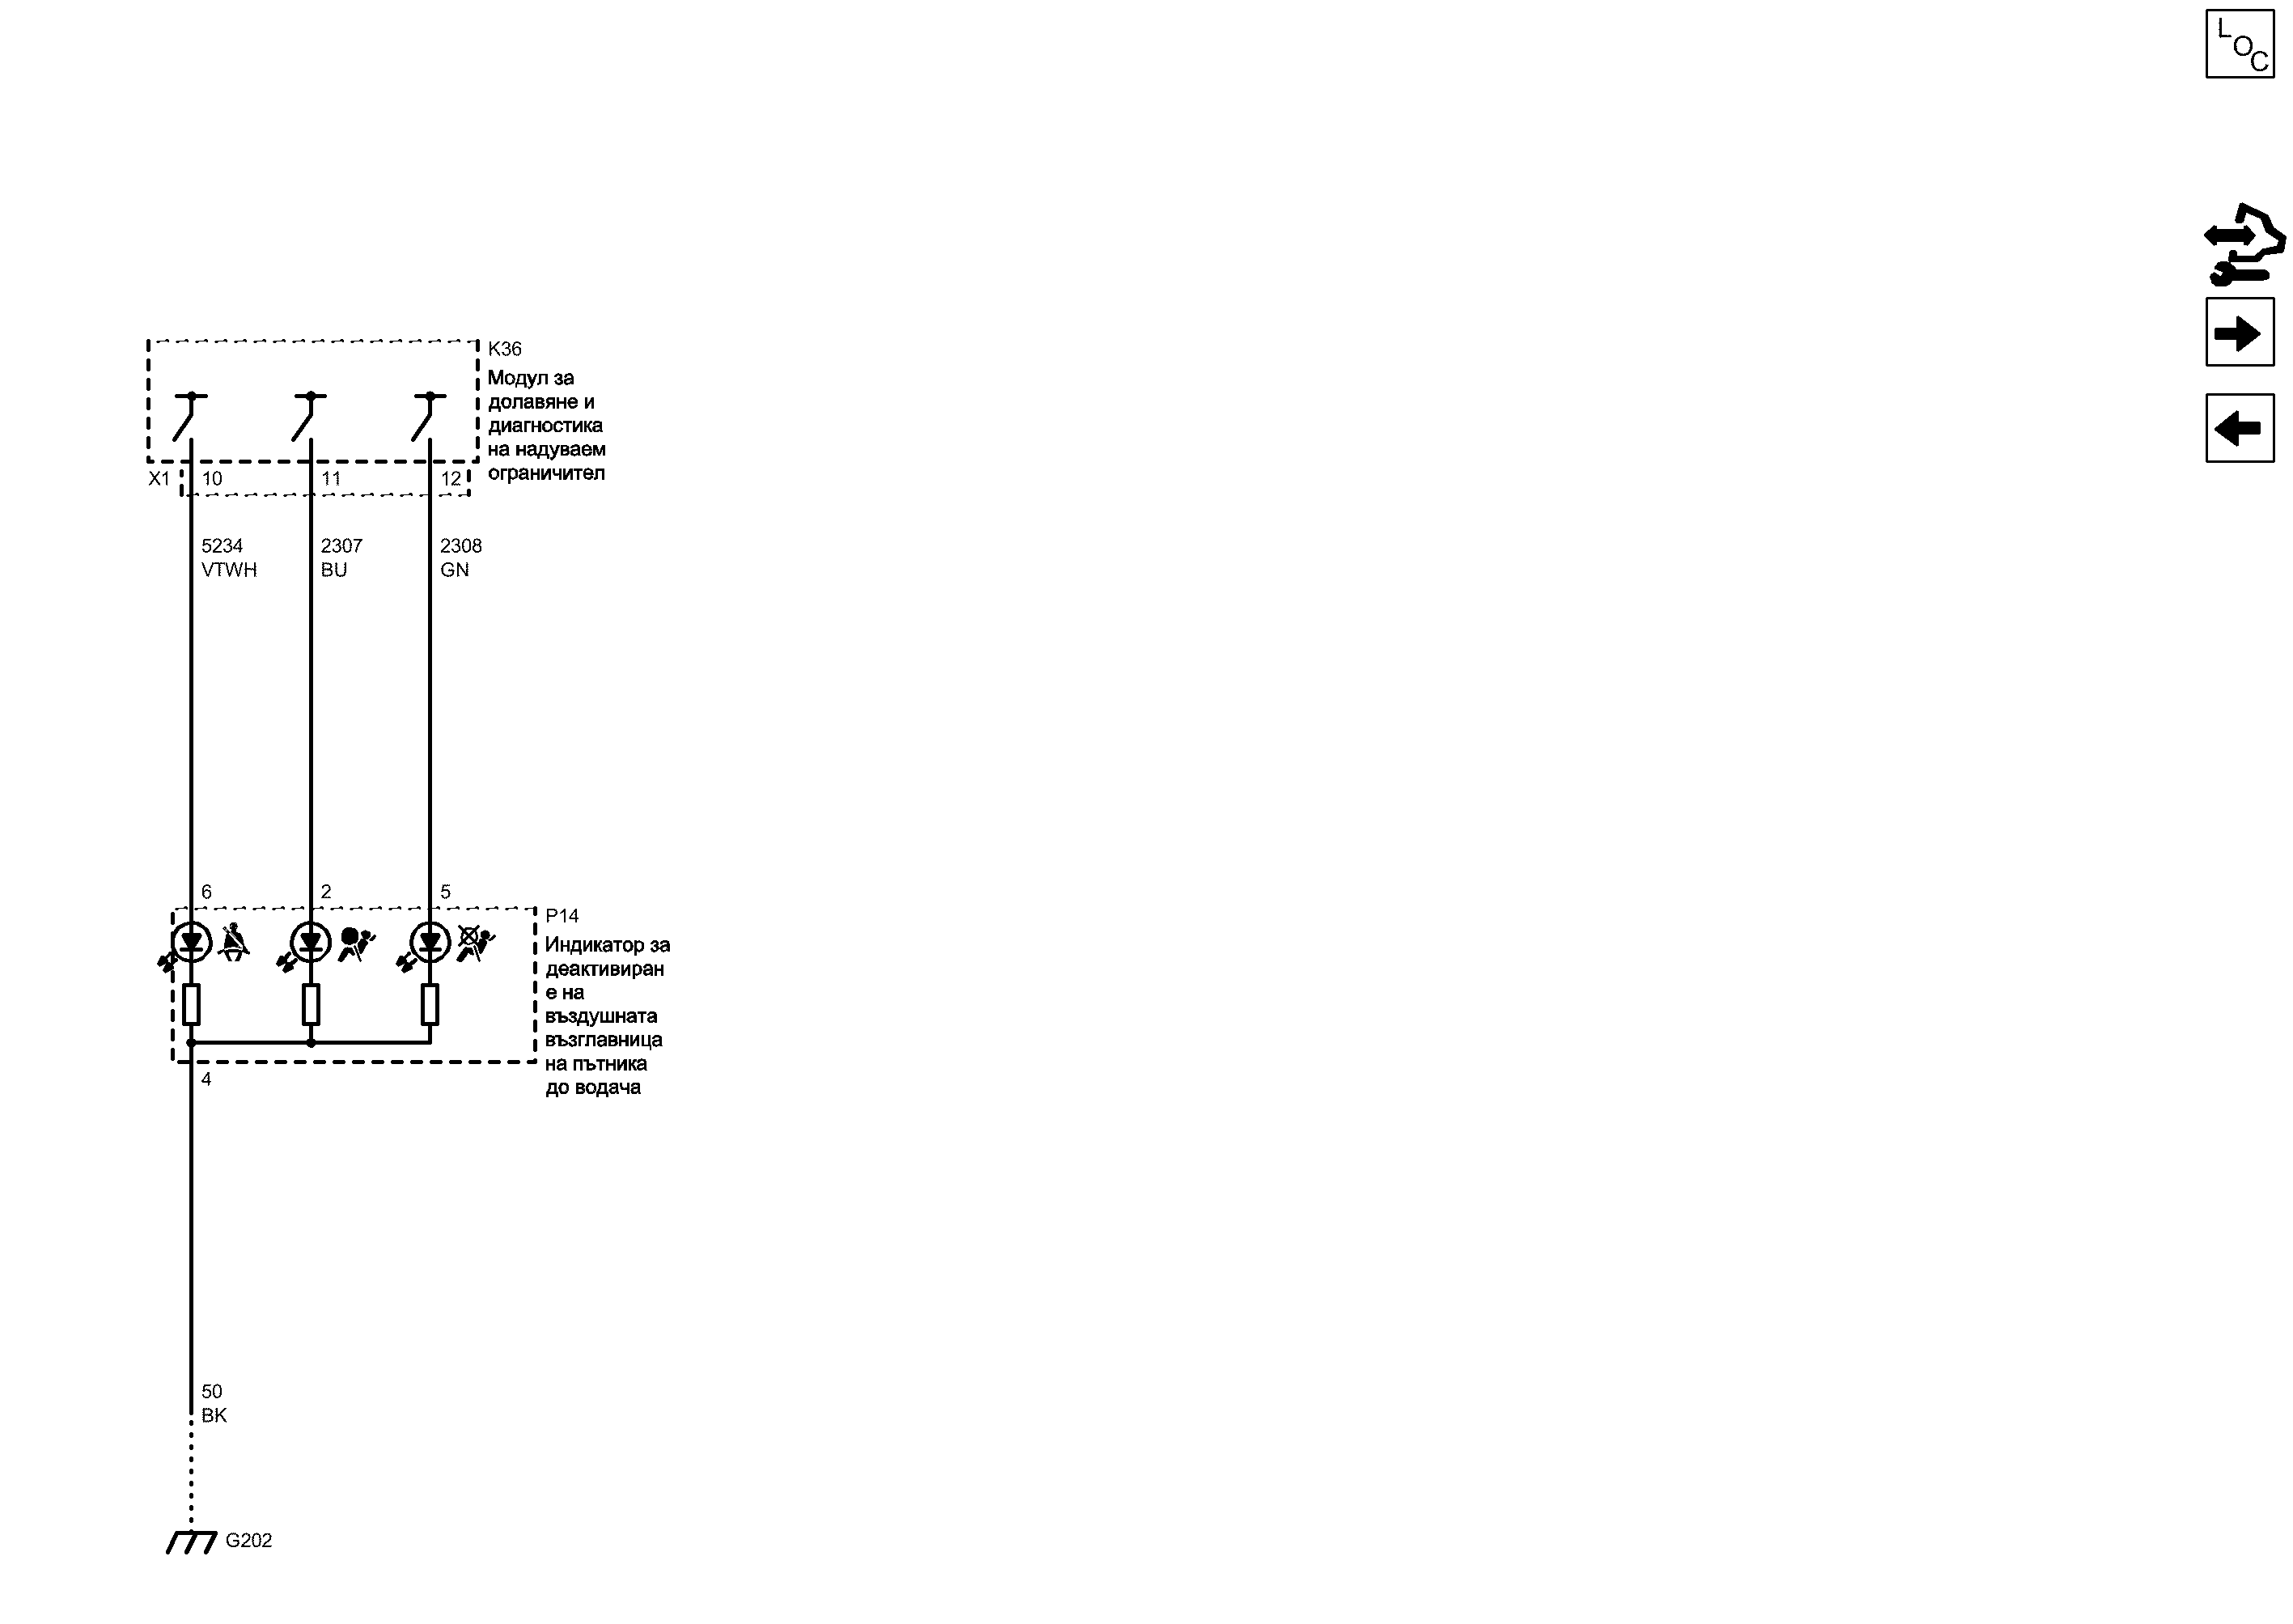 LOC
K36
Модул за
долавяне и
диагностика
на надуваем
ограничител
X1 10 11 12
5234 2307 2308
VTWH BU GN
6 2 5
P14
Индикатор за
деактивиран
е на
въздушната
възглавница
на пътника
до водача
4
50
BK
G202